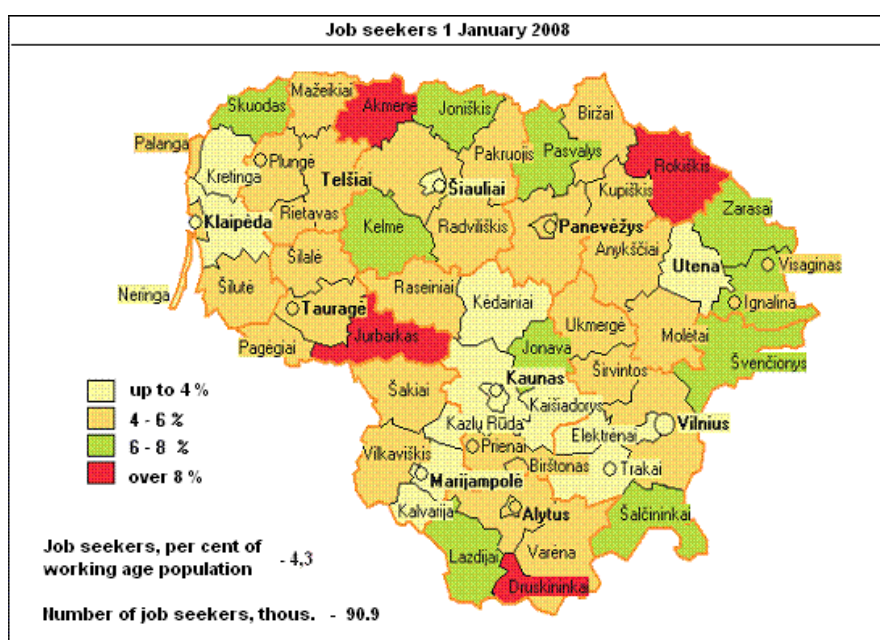 Job seekers 1 January 2008
Mažeikiai
Skuodas
Akmenė
Joniškis
Biržai
Palanga
Pakruojis
Pasvalys
Rokiškis
Plungė
Kretinga
Telšiai
Šiauliai
Kupiškis
Zarasai
Rietavas
Klaipėda
Kelmė
Radviliškis
Panevėžys
Anykščiai
Šilalė
Utena
Visaginas
Neringa
Šilutė
Raseiniai
Kėdainiai
Ignalina
Tauragė
Ukmergė
Molėtai
Pagėgiai
Jurbarkas
Jonava
Švenčionys
Širvintos
up to 4 %
Šakiai
Kaunas
4 - 6 %
Kaišiadorys
Kazlų Rūda
Vilnius
6 - 8 %
Elektrėnai
Prienai
Vilkaviškis
Birštonas
Trakai
over 8 %
Marijampolė
Kalvarija
Alytus
Šalčininkai
Job seekers, per cent of
working age population - 4,3
Lazdijai
Varėna
Druskininkai
Number of job seekers, thous. - 90.9